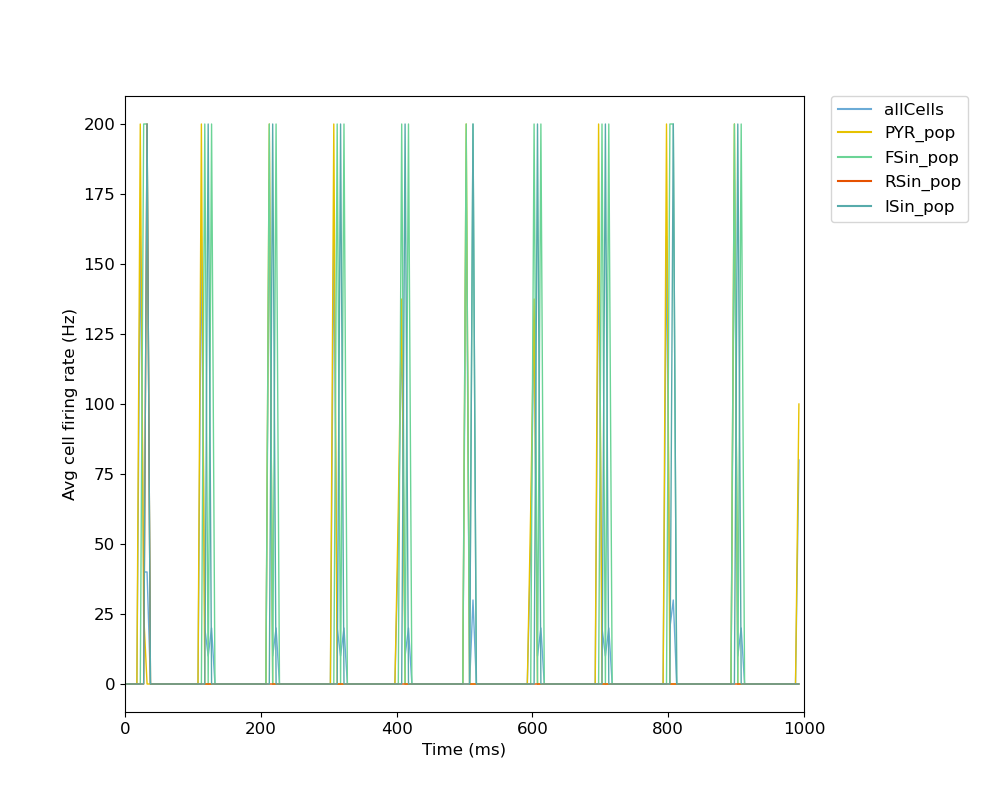 allCells
PYR_pop
FSin_pop
RSin_pop
ISin_pop
200
175
150
125
100
75
50
25
0
Avg cell firing rate (Hz)
0 200 400 600 800 1000
Time (ms)